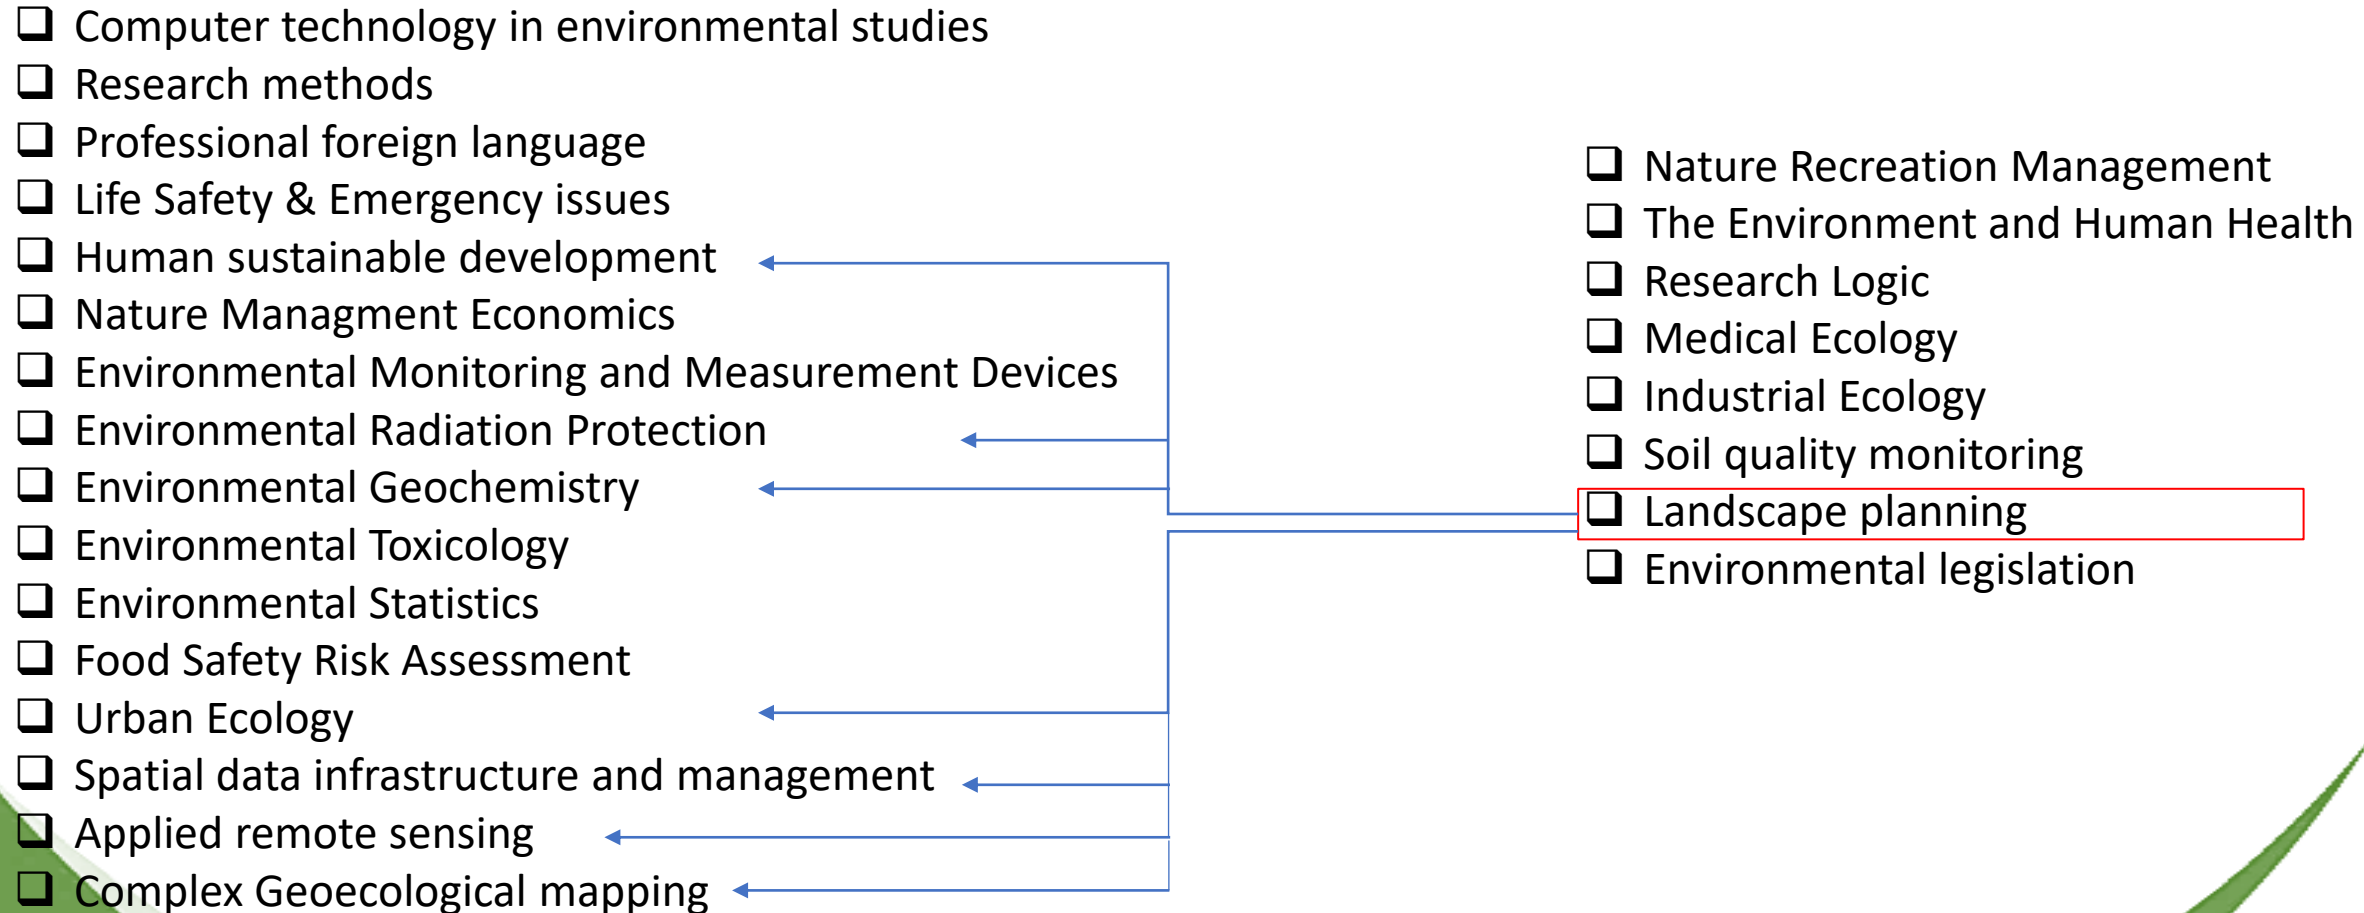 Computer technology in environmental studies
Research methods
Professional foreign language
Life Safety & Emergency issues
Human sustainable development
Nature Managment Economics
Environmental Monitoring and Measurement Devices
Environmental Radiation Protection
Environmental Geochemistry
Environmental Toxicology
Environmental Statistics
Food Safety Risk Assessment
Urban Ecology
Spatial data infrastructure and management
Applied remote sensing
Complex Geoecological mapping
Nature Recreation Management
The Environment and Human Health
Research Logic
Medical Ecology
Industrial Ecology
Soil quality monitoring
Landscape planning
Environmental legislation